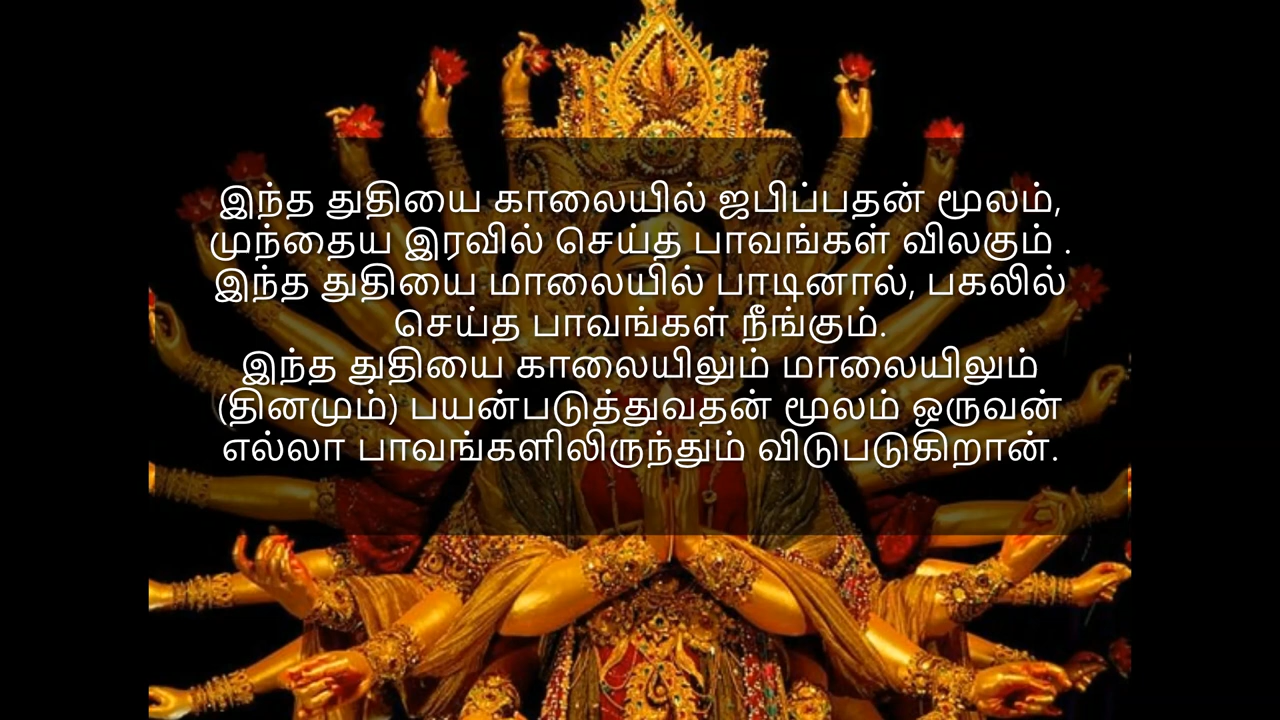 இந்த துதியை காலையில் ஜபிப்பதன் மூலம்,
முந்தைய இரவில் செய்த பாவங்கள் விலகும் .
இந்த துதியை மாலையில் பாடினால், பகலில்
செய்த பாவங்கள் நீங்கும்.
இந்த துதியை காலையிலும் மாலையிலும்
(தினமும்) பயன்படுத்துவதன் மூலம் ஒருவன்
எல்லா பாவங்களிலிருந்தும் விடுபடுகிறான்.